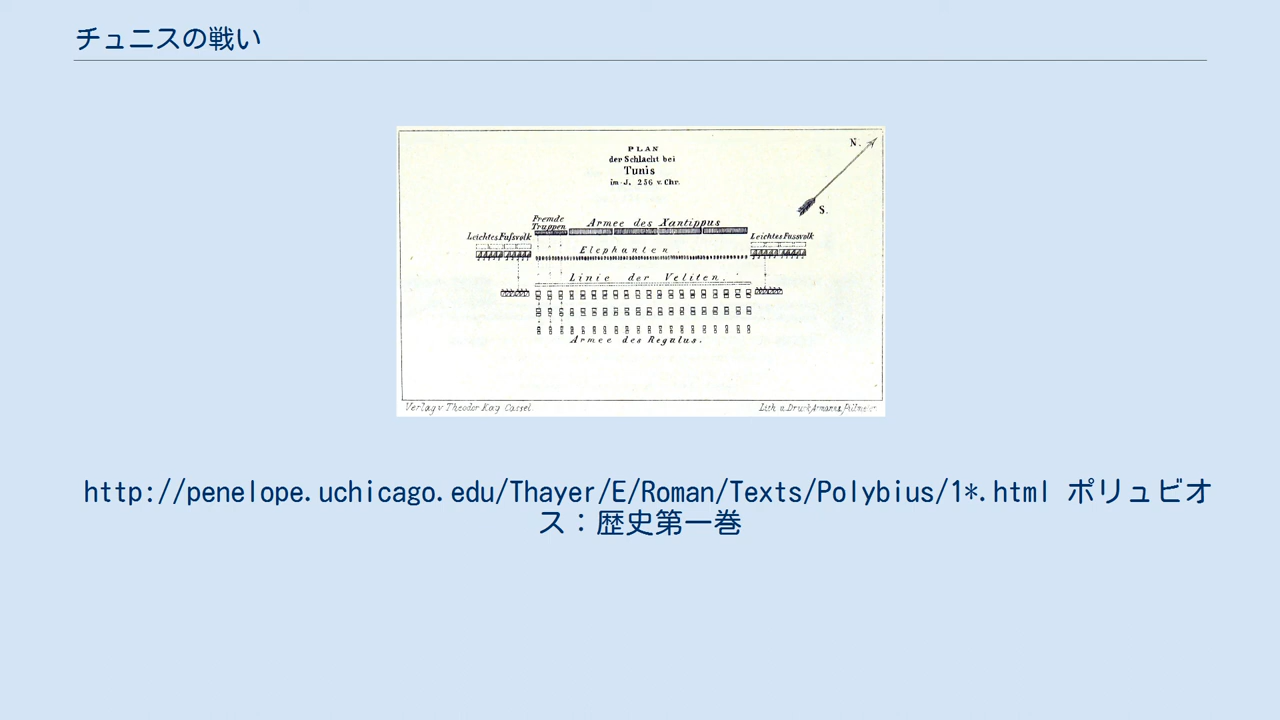 チュニスの戦い
PLAN
der Schlacht bei
Tunis
im J. 256 v. Chr.
N.
S.
Fremde
Truppen
Armee des Xantippus
Leichtes Fußvolk
Leichtes Fussvolk
Elephanten
Linie der Veliten.
Armee des Regulus.
Verlag v Theodor Kay Cassel.
Lith u. Druck
http://penelope.uchicago.edu/Thayer/E/Roman/Texts/Polybius/1*.html ポリュビオ
ス：歴史第一巻